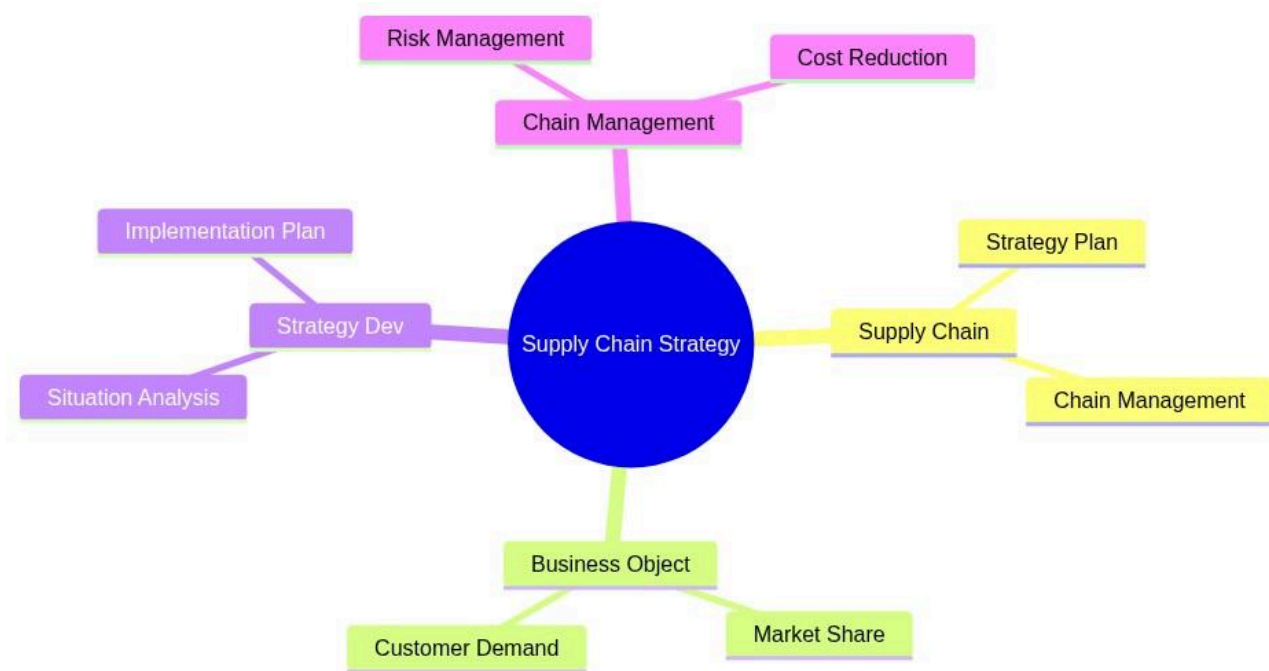 Risk Management
Cost Reduction
Chain Management
Implementation Plan
Strategy Plan
Strategy Dev
Supply Chain Strategy
Supply Chain
Situation Analysis
Chain Management
Business Object
Customer Demand
Market Share